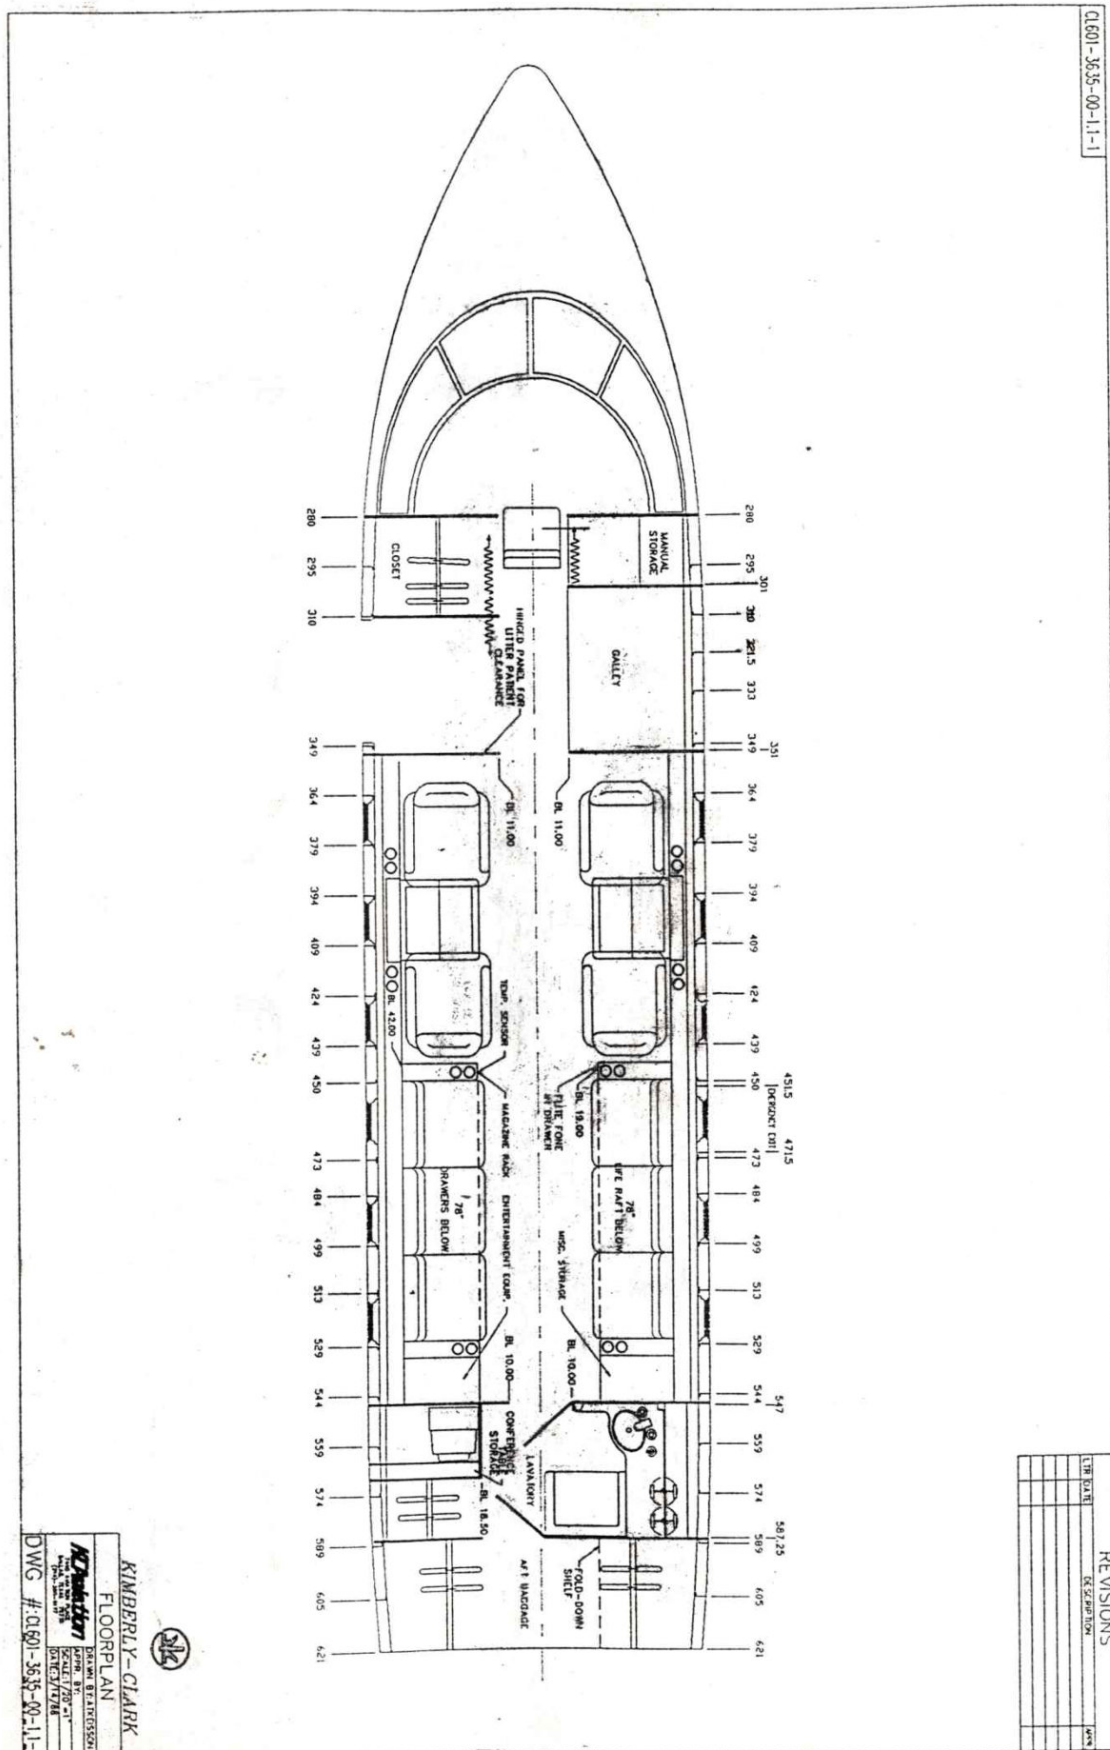 CL601-3635-00-1.1-1
REVISIONS
LTR
DATE
DESCRIPTION
APPR
280
295
301
310
321.5
333
349
351
364
379
394
409
424
439
450
451.5
471.5
473
484
499
513
529
544
547
559
574
587.25
589
605
621
MANUAL
STORAGE
GALLEY
BL 11.00
FLITE FONE
IN DRAWER
BL 19.00
78"
LIFE RAFT BELOW
MISC. STORAGE
BL 10.00
LAVATORY
FOLD-DOWN
SHELF
AFT BAGGAGE
CLOSET
HINGED PANEL FOR
LITTER PATIENT
CLEARANCE
BL 11.00
TEMP. SENSOR
BL 42.00
MAGAZINE RACK
78"
DRAWERS BELOW
ENTERTAINMENT EQUIP.
BL 10.00
CONFERENCE
TABLE
STORAGE
BL 18.50
280
295
310
349
364
379
394
409
424
439
450
473
484
499
513
529
544
559
574
589
605
621
KIMBERLY-CLARK
FLOORPLAN
KCAviation
APPR. BY:
DWG #:CL601-3635-00-1.1-